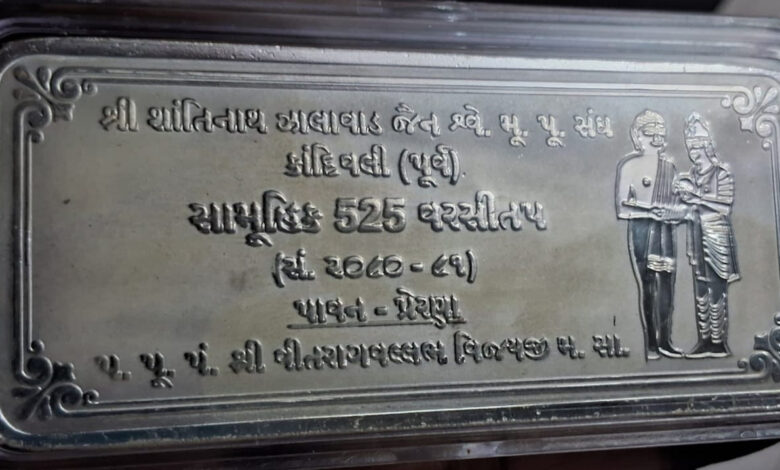 શ્રી શાંતિનાથ ઝાલાવાડ જૈન શ્વે. મૂ. પૂ. સંઘ
કાંદિવલી (પૂર્વ)
સામૂહિક 525 વરસીતપ
(સં. ૨૦૮૦ - ૮૧)
પાવન - પ્રેરણા
પ. પૂ. પં. શ્રી વીતરાગવલ્લભ વિજયજી મ. સા.